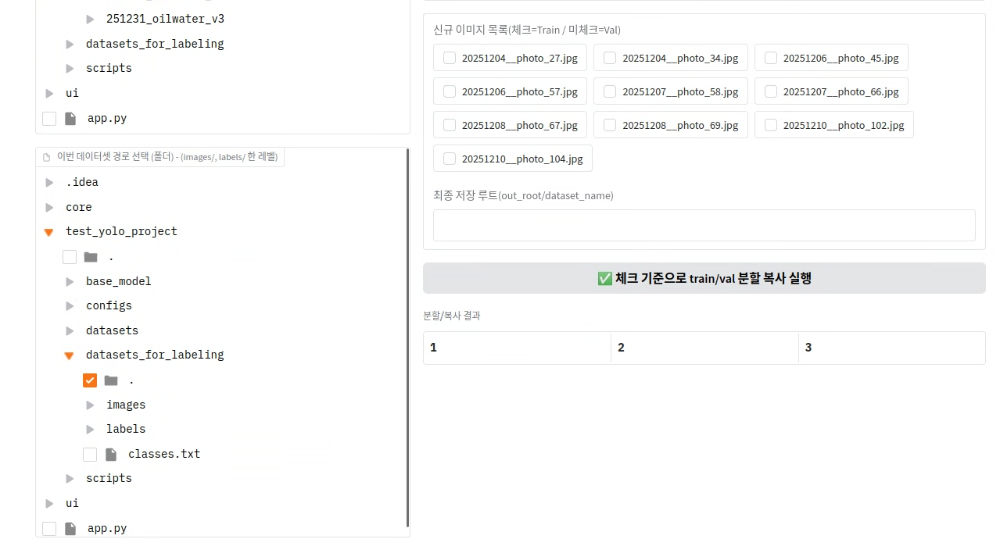 251231_oilwater_v3
datasets_for_labeling
scripts
ui
app.py
이번 데이터셋 경로 선택 (폴더) - (images/, labels/ 한 레벨)
.idea
core
test_yolo_project
.
base_model
configs
datasets
datasets_for_labeling
.
images
labels
classes.txt
scripts
ui
app.py
신규 이미지 목록(체크=Train / 미체크=Val)
20251204__photo_27.jpg 20251204__photo_34.jpg 20251206__photo_45.jpg
20251206__photo_57.jpg 20251207__photo_58.jpg 20251207__photo_66.jpg
20251208__photo_67.jpg 20251208__photo_69.jpg 20251210__photo_102.jpg
20251210__photo_104.jpg
최종 저장 루트(out_root/dataset_name)
✅ 체크 기준으로 train/val 분할 복사 실행
분할/복사 결과
1 2 3